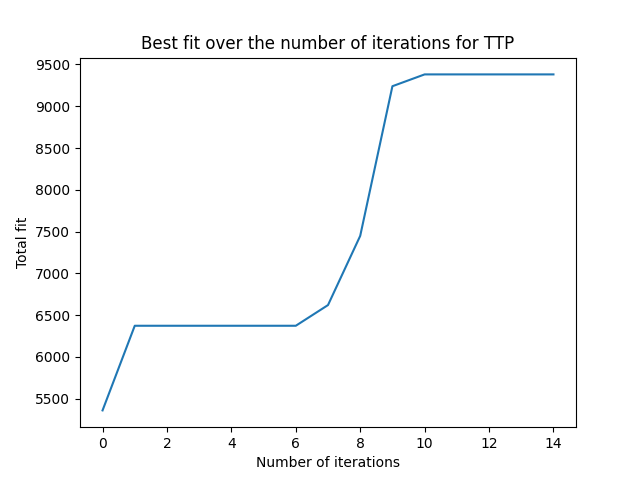 Best fit over the number of iterations for TTP
9500
9000
8500
8000
7500
7000
6500
6000
5500
Total fit
0 2 4 6 8 10 12 14
Number of iterations